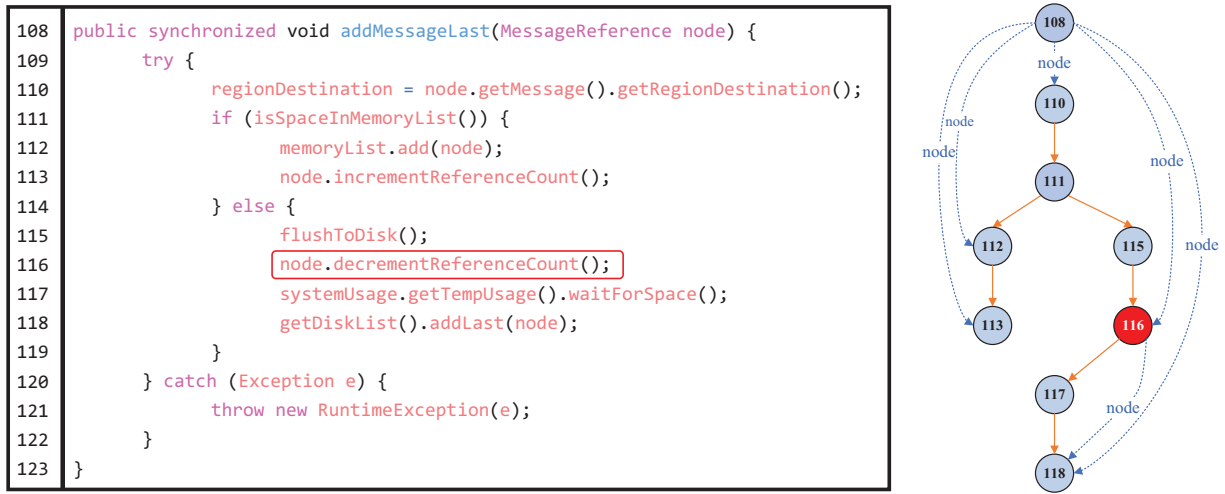 108 public synchronized void addMessageLast(MessageReference node) {
109 try {
110 regionDestination = node.getMessage().getRegionDestination();
111 if (isSpaceInMemoryList()) {
112 memoryList.add(node);
113 node.incrementReferenceCount();
114 } else {
115 flushToDisk();
116 node.decrementReferenceCount();
117 systemUsage.getTempUsage().waitForSpace();
118 getDiskList().addLast(node);
119 }
120 } catch (Exception e) {
121 throw new RuntimeException(e);
122 }
123 }
108
node
110
node
node
node
111
112
115
node
113
116
117
node
118